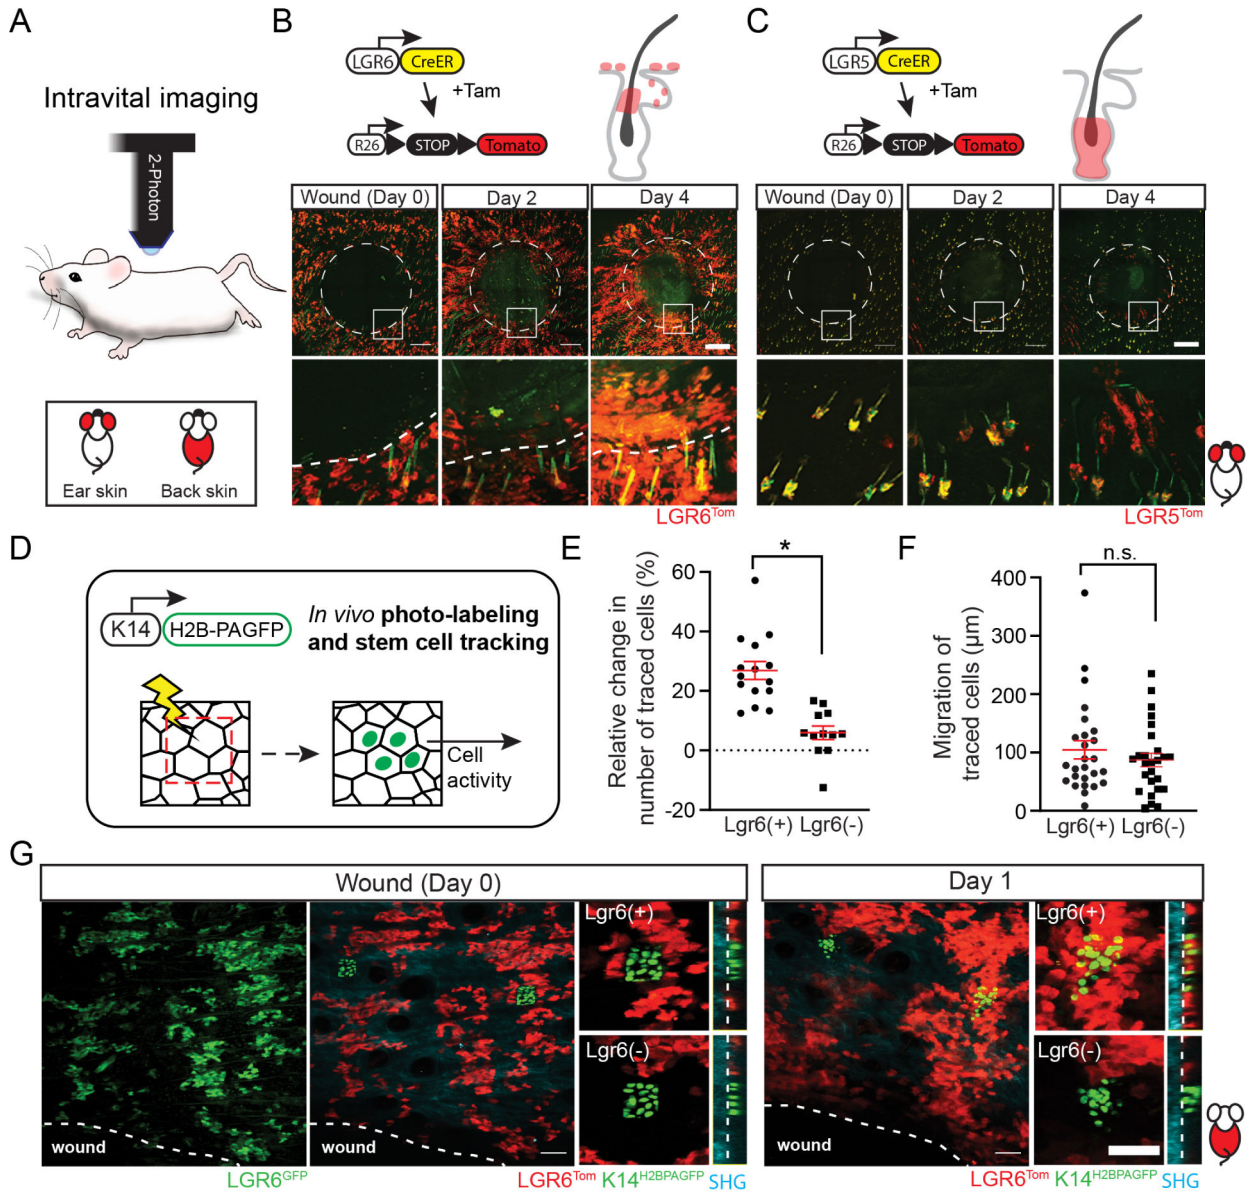 A
Intravital imaging
2-Photon
Ear skin
Back skin
B
LGR6
CreER
+Tam
R26
STOP
Tomato
Wound (Day 0)
Day 2
Day 4
LGR6Tom
C
LGR5
CreER
+Tam
R26
STOP
Tomato
Wound (Day 0)
Day 2
Day 4
LGR5Tom
D
K14
H2B-PAGFP
In vivo photo-labeling
and stem cell tracking
Cell
activity
E
Relative change in
number of traced cells (%)
60
40
20
0
-20
*
Lgr6(+)
Lgr6(-)
F
Migration of
traced cells (µm)
400
300
200
100
0
n.s.
Lgr6(+)
Lgr6(-)
G
Wound (Day 0)
Day 1
wound
LGR6GFP
wound
Lgr6(+)
Lgr6(-)
LGR6Tom K14H2BPAGFP SHG
wound
Lgr6(+)
Lgr6(-)
LGR6Tom K14H2BPAGFP SHG